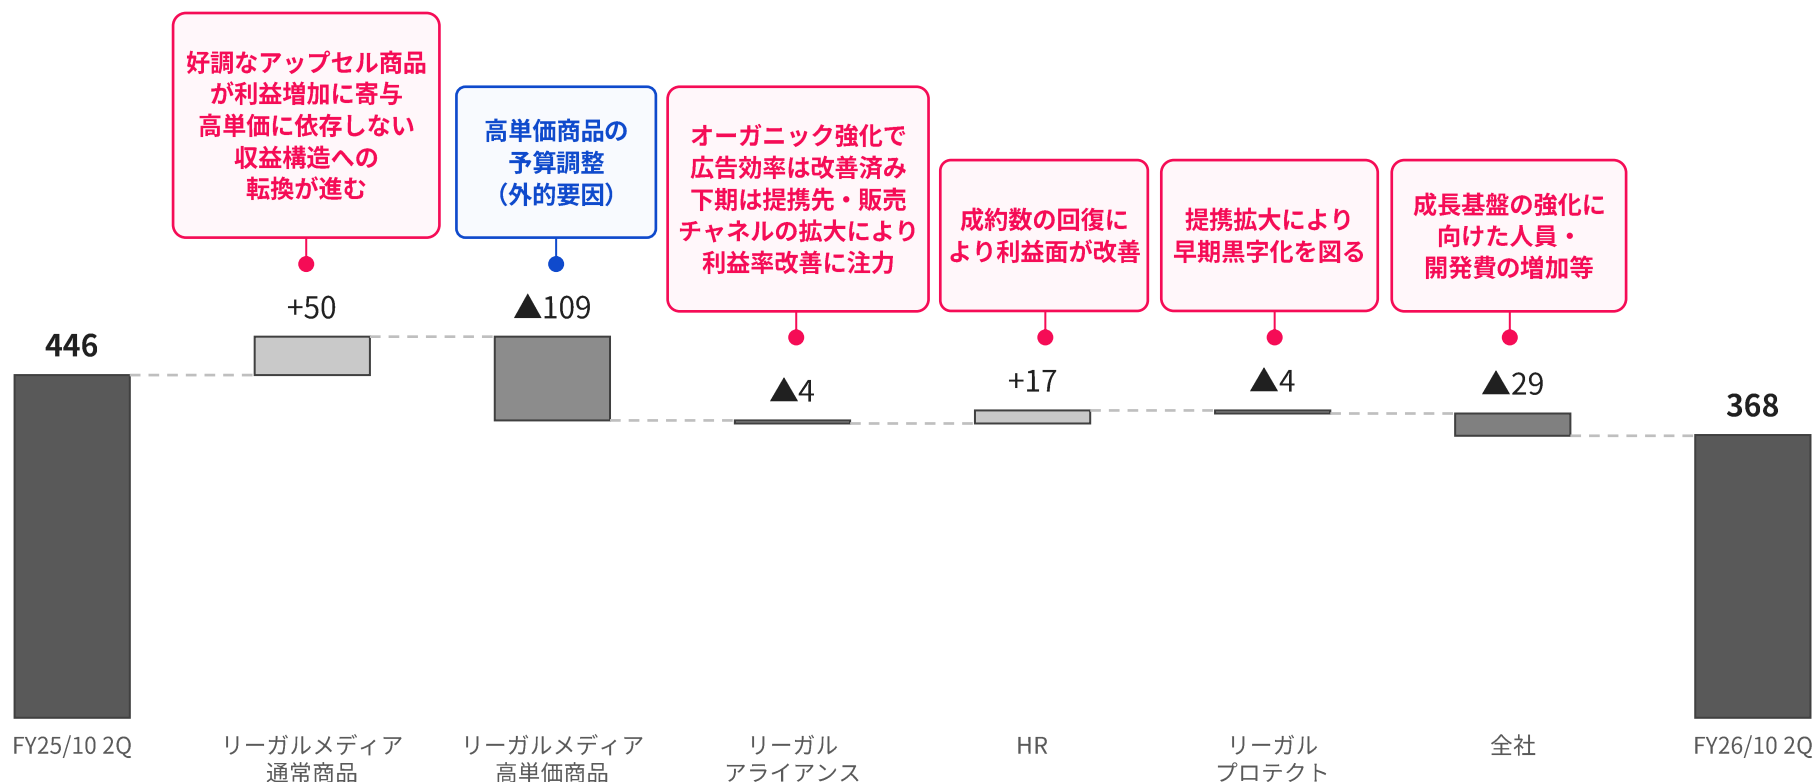 好調なアップセル商品
が利益増加に寄与
高単価に依存しない
収益構造への
転換が進む
高単価商品の
予算調整
（外的要因）
オーガニック強化で
広告効率は改善済み
下期は提携先・販売
チャネルの拡大により
利益率改善に注力
成約数の回復に
より利益面が改善
提携拡大により
早期黒字化を図る
成長基盤の強化に
向けた人員・
開発費の増加等
446
+50
▲109
▲4
+17
▲4
▲29
368
FY25/10 2Q
リーガルメディア
通常商品
リーガルメディア
高単価商品
リーガル
アライアンス
HR
リーガル
プロテクト
全社
FY26/10 2Q